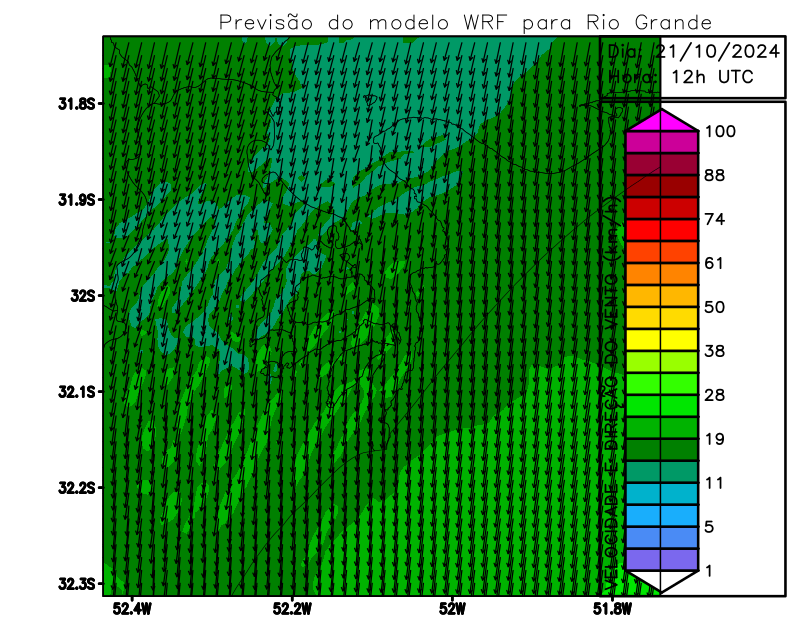 Previsão do modelo WRF para Rio Grande
Dia: 21/10/2024
Hora: 12h UTC
31.8S
31.9S
32S
32.1S
32.2S
32.3S
52.4W
52.2W
52W
51.8W
VELOCIDADE E DIREÇÃO DO VENTO (km/h)
100
88
74
61
50
38
28
19
11
5
1